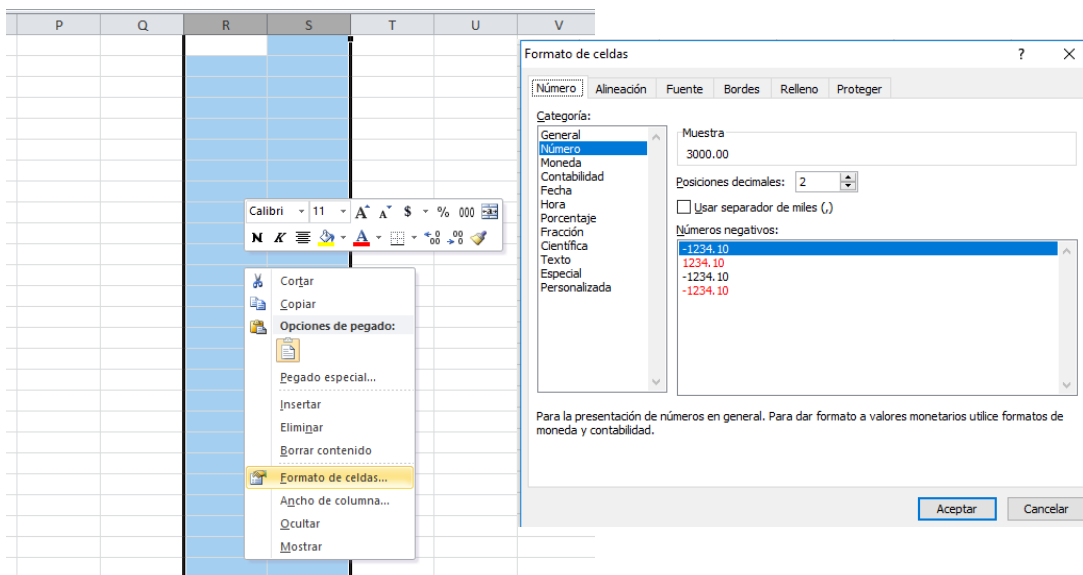 P Q R S T U V
Calibri 11 A A $ % 000
N K A
Cortar
Copiar
Opciones de pegado:
Pegado especial...
Insertar
Eliminar
Borrar contenido
Formato de celdas...
Ancho de columna...
Ocultar
Mostrar
Formato de celdas ? X
Número Alineación Fuente Bordes Relleno Proteger
Categoría:
General
Número
Moneda
Contabilidad
Fecha
Hora
Porcentaje
Fracción
Científica
Texto
Especial
Personalizada
Muestra
3000.00
Posiciones decimales: 2
Usar separador de miles (,)
Números negativos:
-1234.10
1234.10
-1234.10
-1234.10
Para la presentación de números en general. Para dar formato a valores monetarios utilice formatos de
moneda y contabilidad.
Aceptar Cancelar